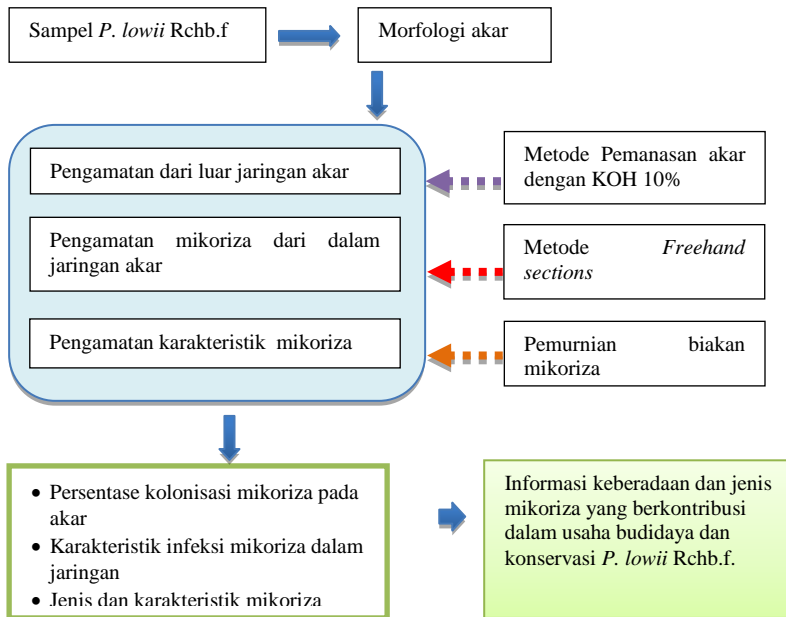 Sampel P. lowii Rchb.f
Morfologi akar
Pengamatan dari luar jaringan akar
Metode Pemanasan akar
dengan KOH 10%
Pengamatan mikoriza dari dalam
jaringan akar
Metode Freehand
sections
Pengamatan karakteristik mikoriza
Pemurnian biakan
mikoriza
• Persentase kolonisasi mikoriza pada
akar
• Karakteristik infeksi mikoriza dalam
jaringan
• Jenis dan karakteristik mikoriza
Informasi keberadaan dan jenis
mikoriza yang berkontribusi
dalam usaha budidaya dan
konservasi P. lowii Rchb.f.